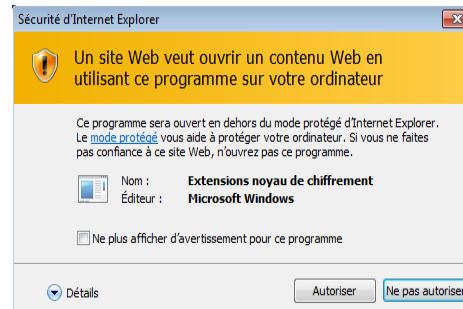 Sécurité d'Internet Explorer
Un site Web veut ouvrir un contenu Web en
utilisant ce programme sur votre ordinateur
Ce programme sera ouvert en dehors du mode protégé d'Internet Explorer.
Le mode protégé vous aide à protéger votre ordinateur. Si vous ne faites
pas confiance à ce site Web, n'ouvrez pas ce programme.
Nom : Extensions noyau de chiffrement
Éditeur : Microsoft Windows
Ne plus afficher d'avertissement pour ce programme
Détails Autoriser Ne pas autoriser